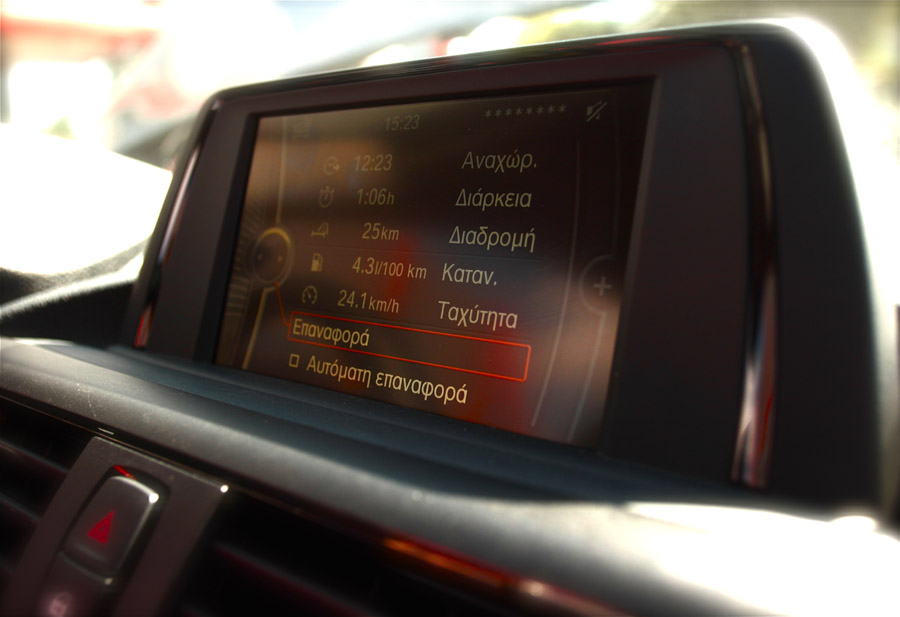 15:23 ********
12:23 Αναχώρ.
1:06h Διάρκεια
25km Διαδρομή
4.3l/100 km Καταν.
24.1km/h Ταχύτητα
Επαναφορά
Αυτόματη επαναφορά